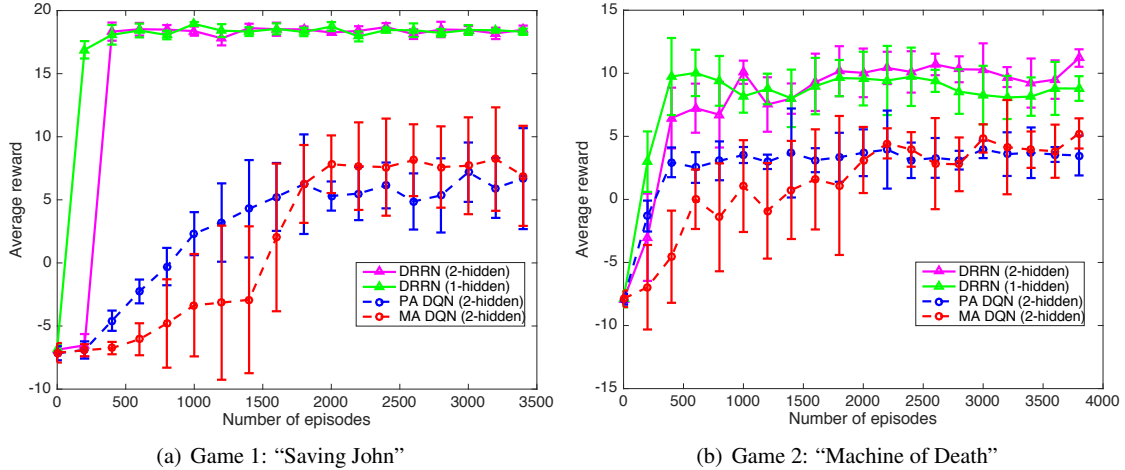 20
15
10
5
0
-5
-10
Average reward
0
500
1000
1500
2000
2500
3000
3500
Number of episodes
DRRN (2-hidden)
DRRN (1-hidden)
PA DQN (2-hidden)
MA DQN (2-hidden)
(a) Game 1: “Saving John”
15
10
5
0
-5
-10
-15
Average reward
0
500
1000
1500
2000
2500
3000
3500
4000
Number of episodes
DRRN (2-hidden)
DRRN (1-hidden)
PA DQN (2-hidden)
MA DQN (2-hidden)
(b) Game 2: “Machine of Death”